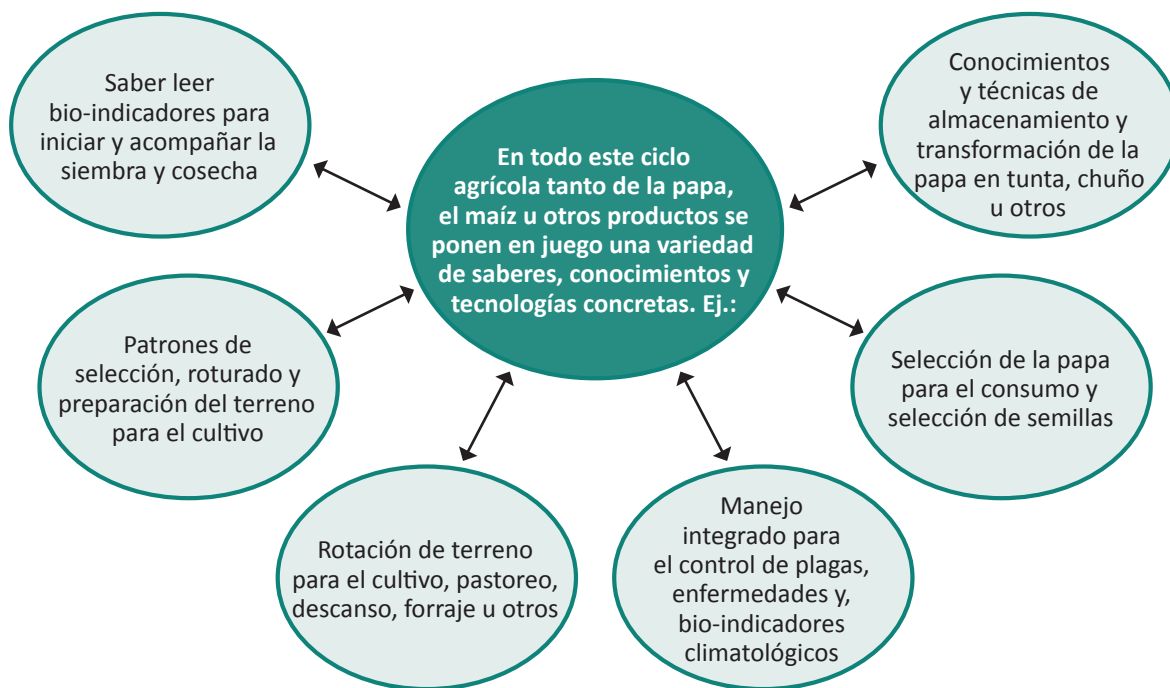 Saber leer
bio-indicadores para
iniciar y acompañar la
siembra y cosecha
En todo este ciclo
agrícola tanto de la papa,
el maíz u otros productos se
ponen en juego una variedad
de saberes, conocimientos y
tecnologías concretas. Ej.:
Conocimientos
y técnicas de
almacenamiento y
transformación de la
papa en tunta, chuño
u otros
Patrones de
selección, roturado y
preparación del terreno
para el cultivo
Selección de la papa
para el consumo y
selección de semillas
Rotación de terreno
para el cultivo, pastoreo,
descanso, forraje u otros
Manejo
integrado para
el control de plagas,
enfermedades y,
bio-indicadores
climatológicos